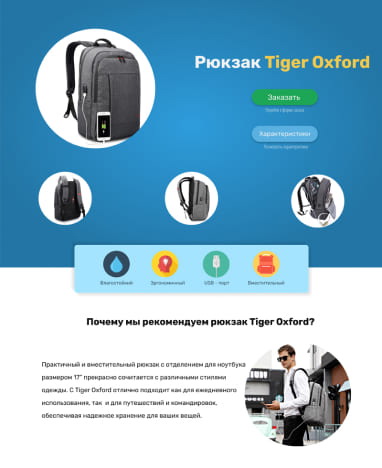 Рюкзак Tiger Oxford
Заказать
Характеристики
Влагостойкий
Эргономичный
USB - порт
Вместительный
Почему мы рекомендуем рюкзак Tiger Oxford?
Практичный и вместительный рюкзак с отделением для ноутбука
размером 17" прекрасно сочитается с различными стилями
одежды. С Tiger Oxford отлично подходит как для ежедневного
использования, так и для путешествий и командировок,
обеспечивая надежное хранение для ваших вещей.